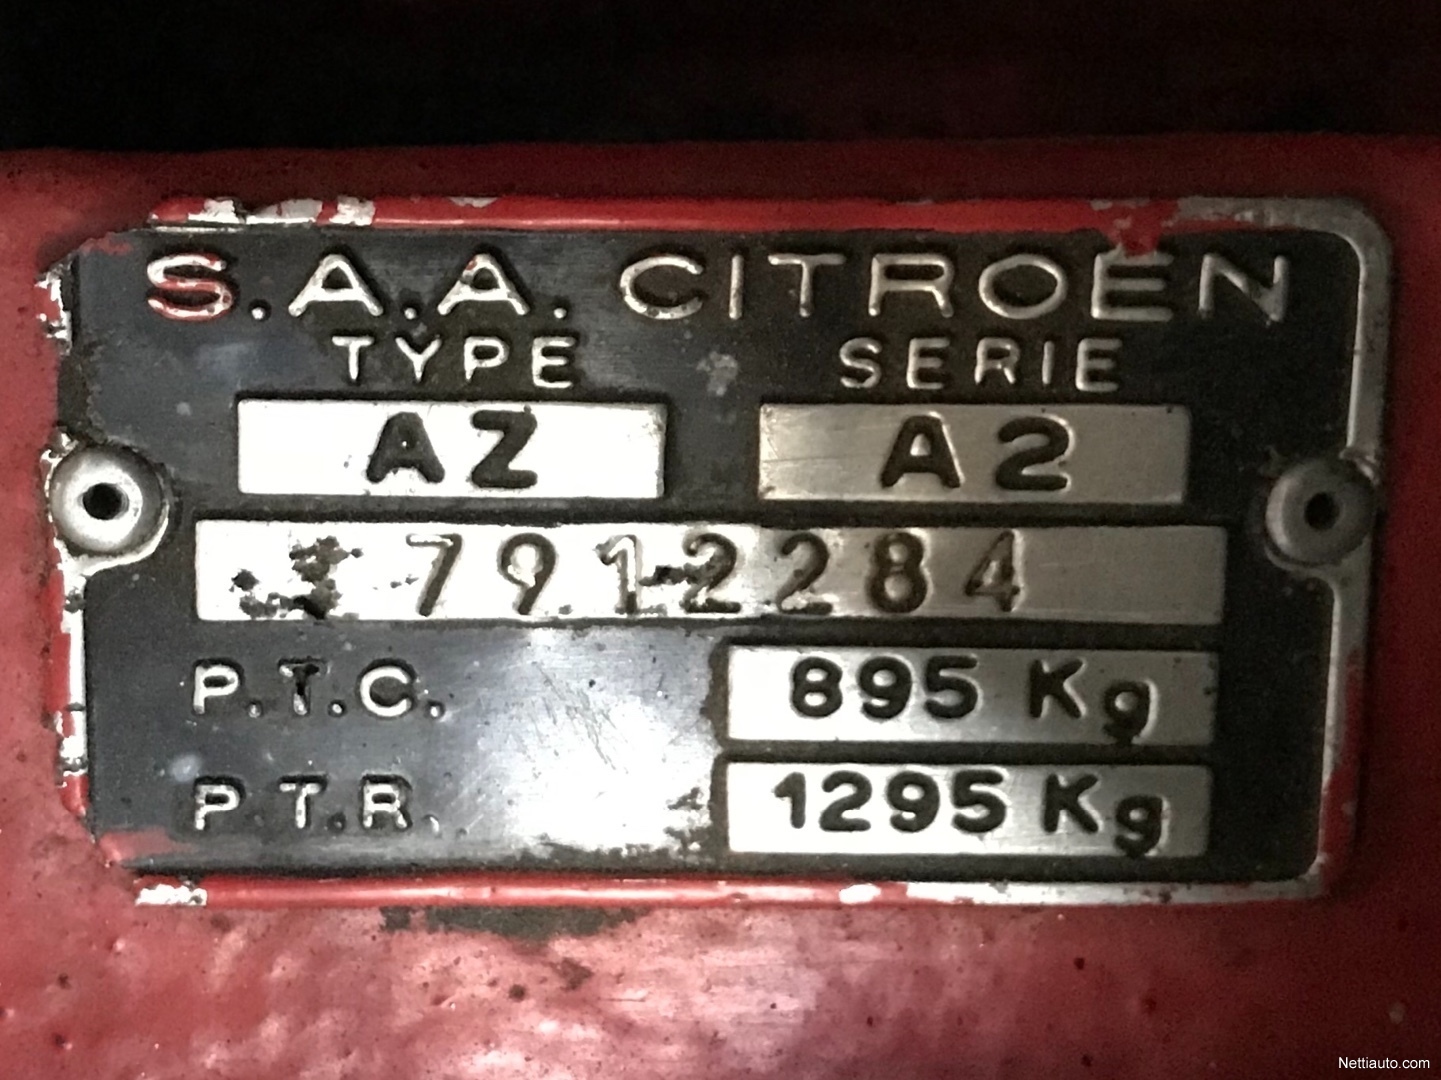 S.A.A. CITROEN
TYPE SERIE
AZ A2
7912284
P.T.C. 895 Kg
P.T.R. 1295 Kg
Nettiauto.com